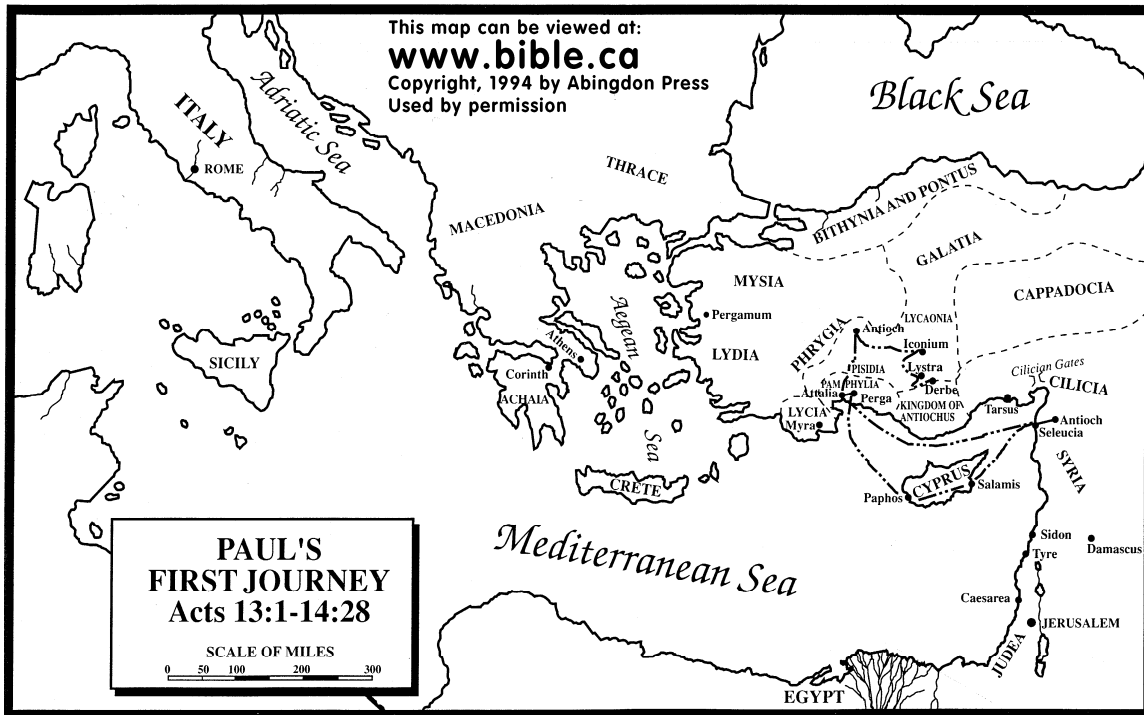 This map can be viewed at:
www.bible.ca
Copyright, 1994 by Abingdon Press
Used by permission
Black Sea
Adriatic Sea
ITALY
ROME
THRACE
MACEDONIA
BITHYNIA AND PONTUS
GALATIA
CAPPADOCIA
MYSIA
Pergamum
Aegean
Sea
LYDIA
PHRYGIA
Antioch
LYCAONIA
Iconium
PISIDIA
Lystra
Derbe
PAMPHYLIA
Attalia
Perga
KINGDOM OF
ANTIOCHUS
LYCIA
Myra
Cilician Gates
CILICIA
Tarsus
Antioch
Seleucia
SYRIA
SICILY
Athens
Corinth
ACHAIA
CRETE
CYPRUS
Salamis
Paphos
Mediterranean Sea
Sidon
Tyre
Damascus
Caesarea
JERUSALEM
JUDEA
EGYPT
PAUL'S
FIRST JOURNEY
Acts 13:1-14:28
SCALE OF MILES
0 50 100 200 300